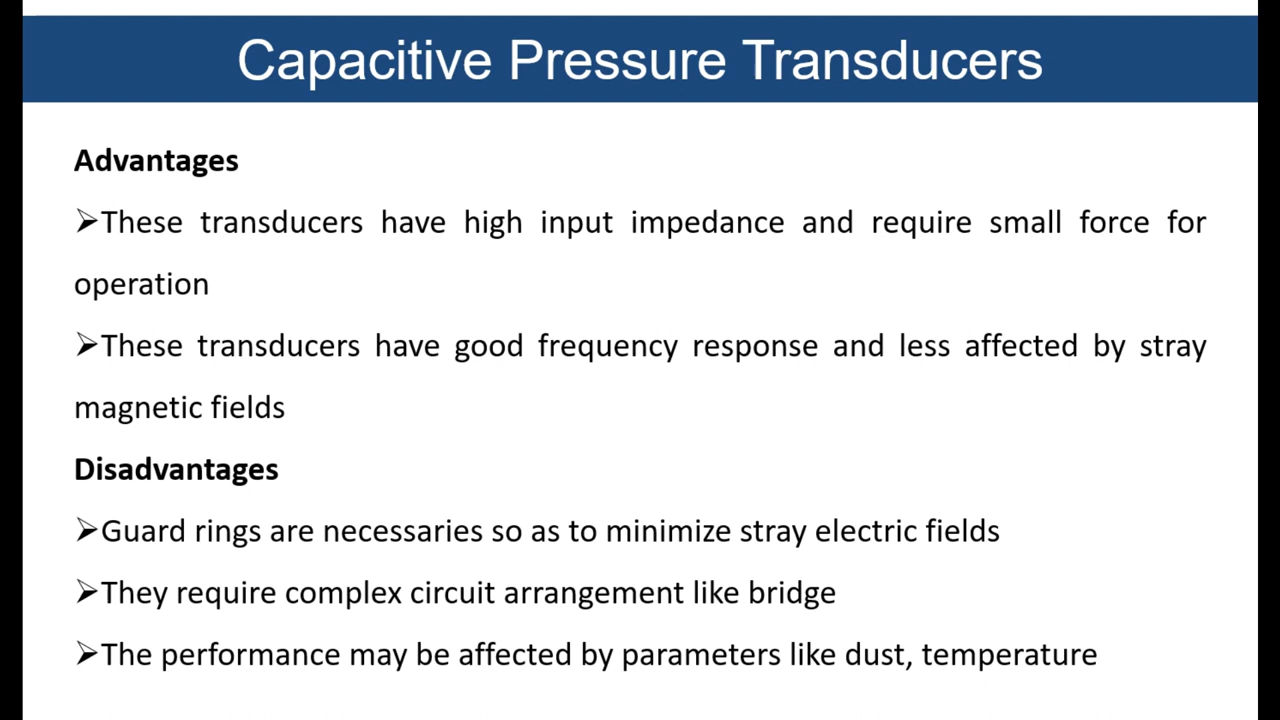 Capacitive Pressure Transducers
Advantages
➢These transducers have high input impedance and require small force for
operation
➢These transducers have good frequency response and less affected by stray
magnetic fields
Disadvantages
➢Guard rings are necessaries so as to minimize stray electric fields
➢They require complex circuit arrangement like bridge
➢The performance may be affected by parameters like dust, temperature